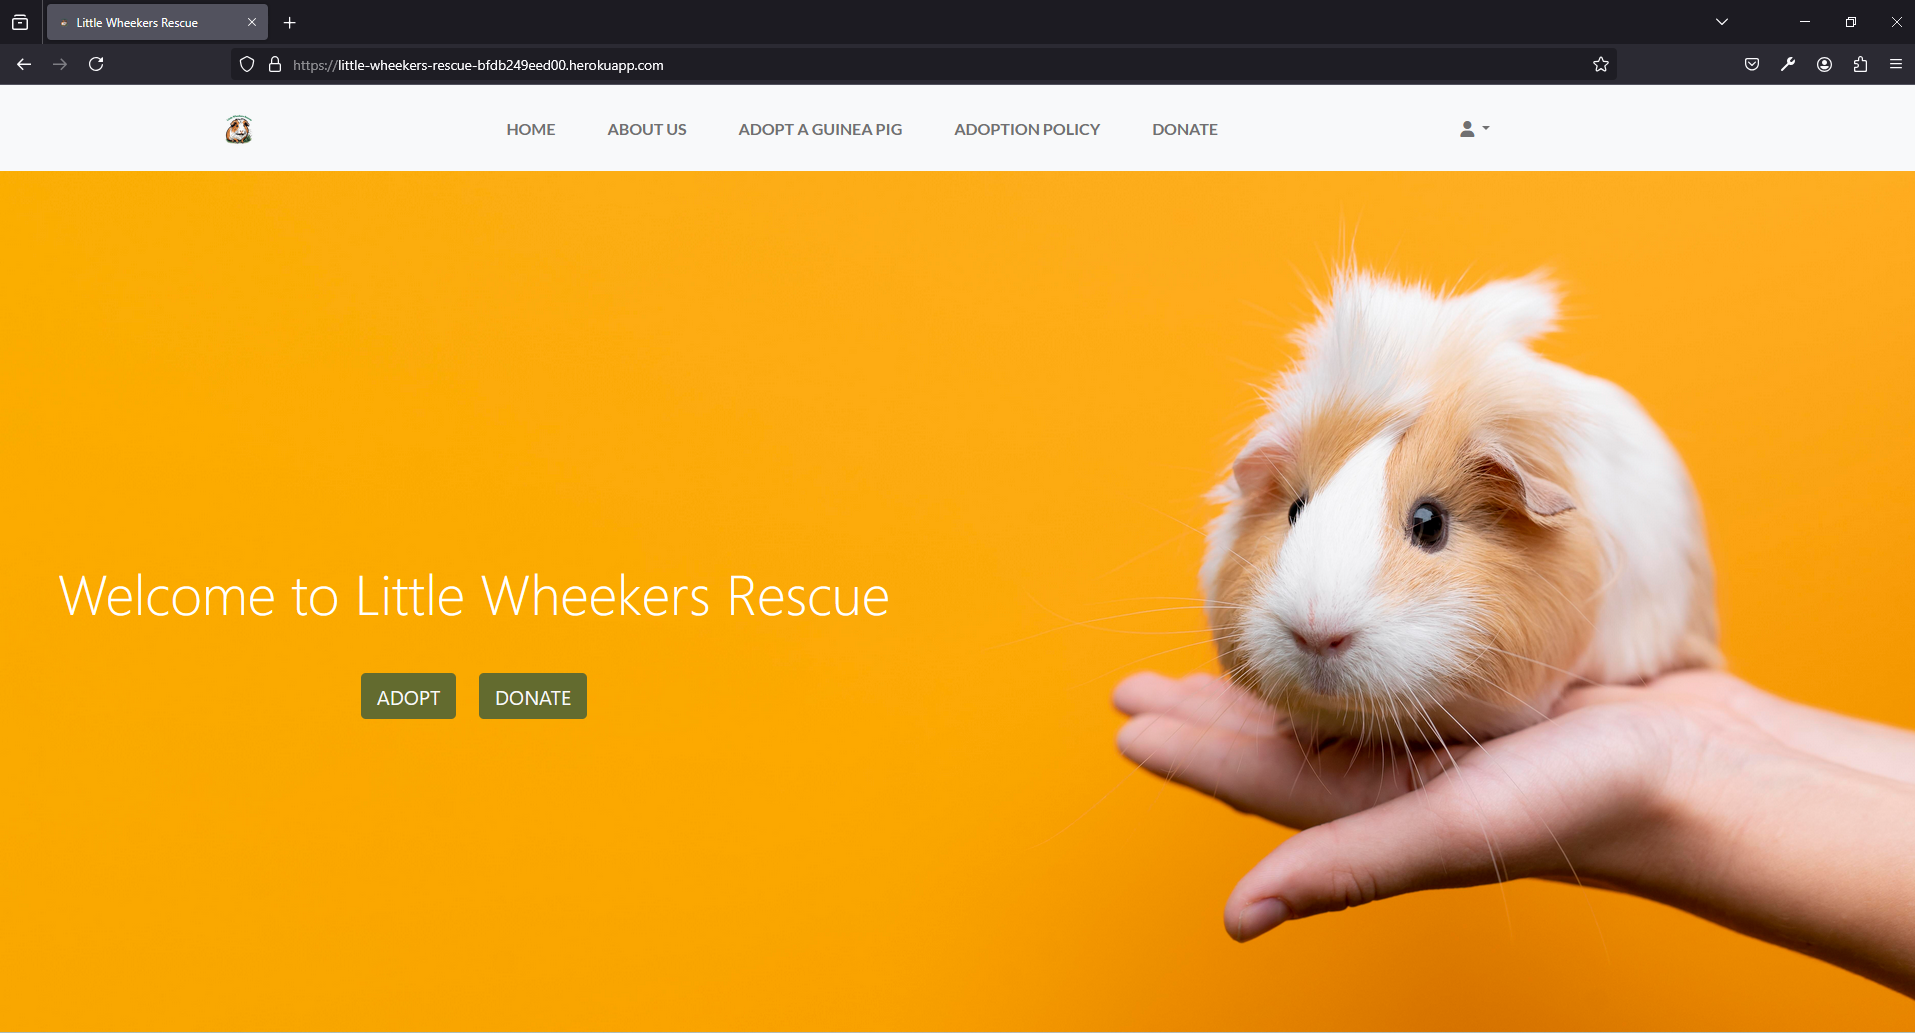 Little Wheekers Rescue
https://little-wheekers-rescue-bfdb249eed00.herokuapp.com
HOME ABOUT US ADOPT A GUINEA PIG ADOPTION POLICY DONATE
Welcome to Little Wheekers Rescue
ADOPT DONATE